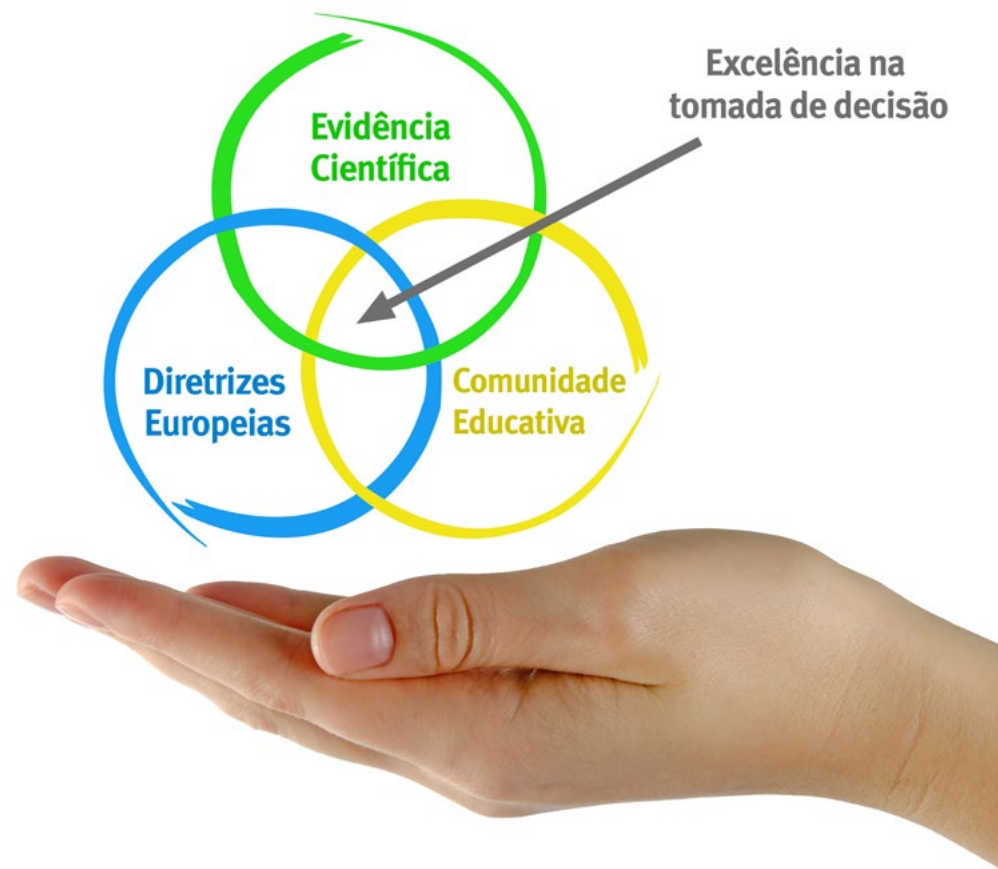 Excelência na
tomada de decisão
Evidência
Científica
Diretrizes
Europeias
Comunidade
Educativa